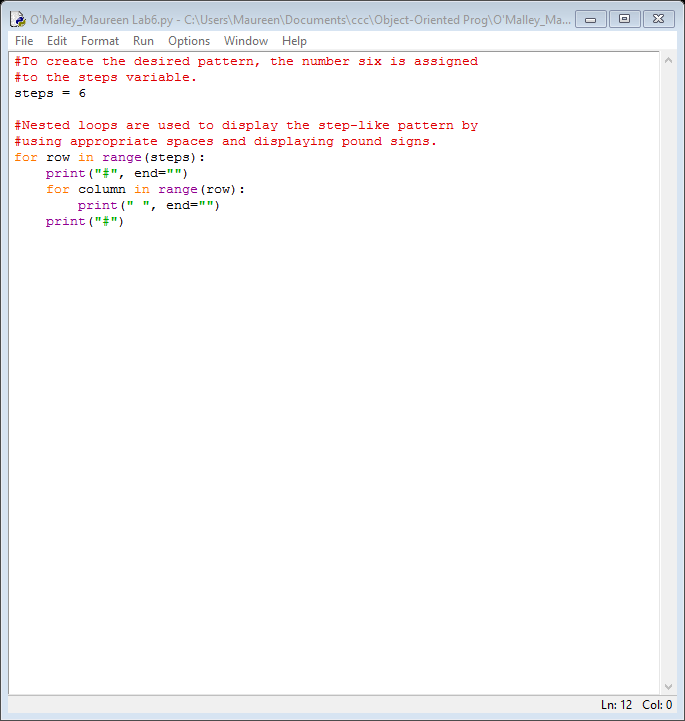 O'Malley_Maureen Lab6.py - C:\Users\Maureen\Documents\ccc\Object-Oriented Prog\O'Malley_Ma...
File Edit Format Run Options Window Help
#To create the desired pattern, the number six is assigned
#to the steps variable.
steps = 6

#Nested loops are used to display the step-like pattern by
#using appropriate spaces and displaying pound signs.
for row in range(steps):
    print("#", end="")
    for column in range(row):
        print(" ", end="")
    print("#")
Ln: 12 Col: 0